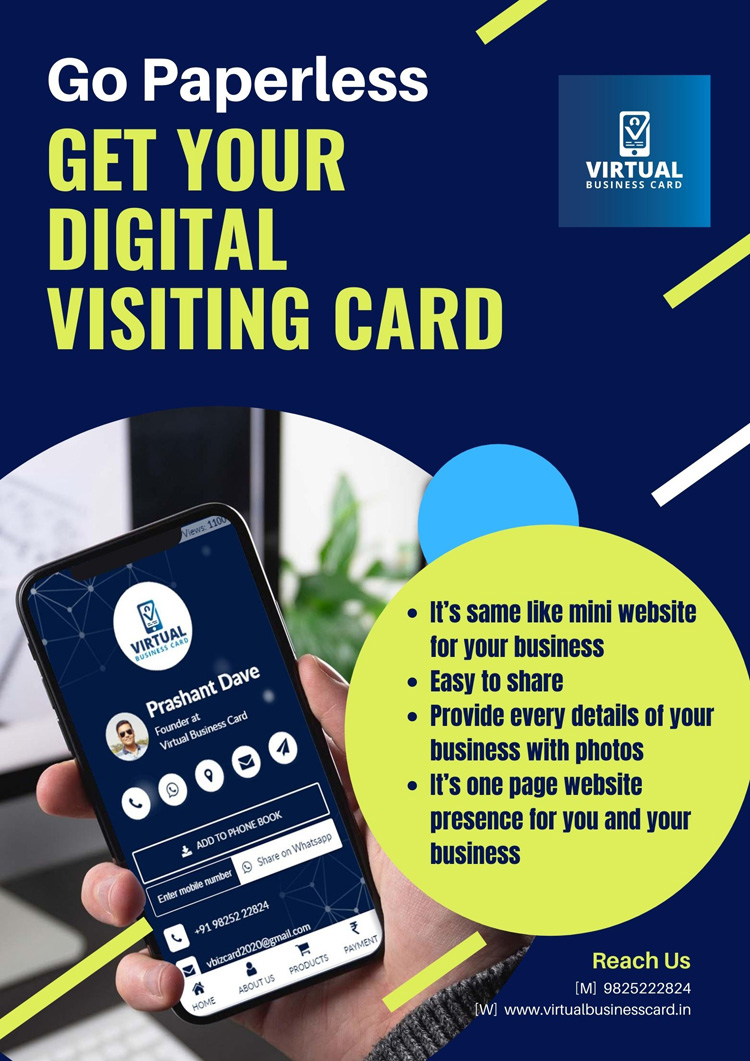 Go Paperless
GET YOUR
DIGITAL
VISITING CARD
VIRTUAL
BUSINESS CARD
Views: 1100
VIRTUAL
BUSINESS CARD
Prashant Dave
Founder at
Virtual Business Card
ADD TO PHONE BOOK
Enter mobile number
Share on Whatsapp
+91 98252 22824
vbizcard2020@gmail.com
HOME
ABOUT US
PRODUCTS
PAYMENT
• It's same like mini website
for your business
• Easy to share
• Provide every details of your
business with photos
• It's one page website
presence for you and your
business
Reach Us
[M] 9825222824
[W] www.virtualbusinesscard.in